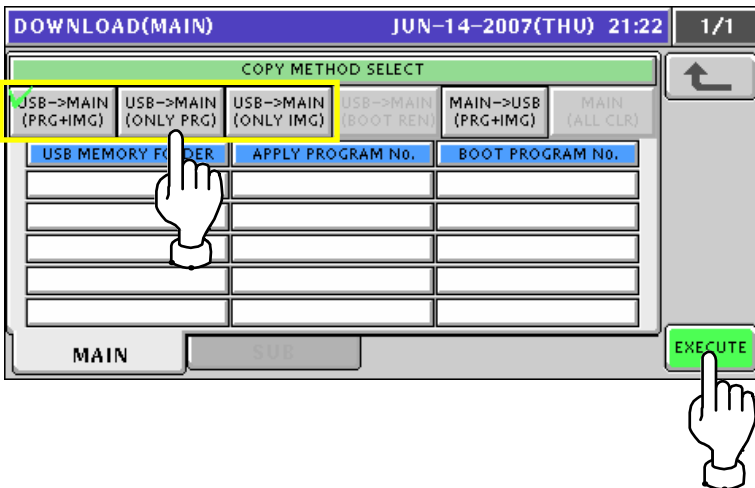 DOWNLOAD(MAIN) JUN-14-2007(THU) 21:22 1/1
COPY METHOD SELECT
USB->MAIN (PRG+IMG)
USB->MAIN (ONLY PRG)
USB->MAIN (ONLY IMG)
USB->MAIN (BOOT REN)
MAIN->USB (PRG+IMG)
MAIN (ALL CLR)
USB MEMORY FOLDER APPLY PROGRAM No. BOOT PROGRAM No.
MAIN SUB EXECUTE